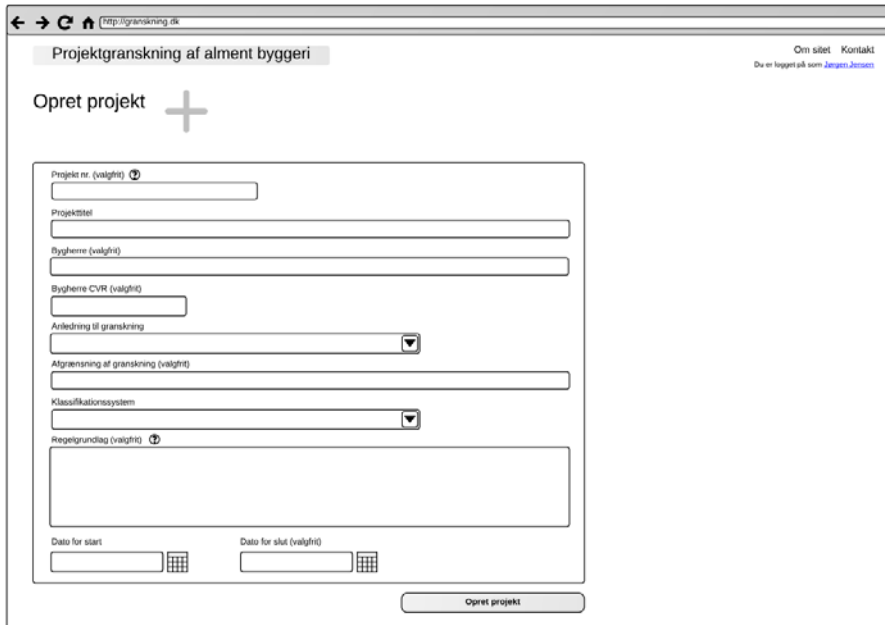 http://granskning.dk
Projektgranskning af alment byggeri
Om sitet Kontakt
Du er logget på som Jørgen Jensen
Opret projekt
Projekt nr. (valgfrit)
Projekttitel
Bygherre (valgfrit)
Bygherre CVR (valgfrit)
Anledning til granskning
Afgrænsning af granskning (valgfrit)
Klassifikationssystem
Regelgrundlag (valgfrit)
Dato for start Dato for slut (valgfrit)
Opret projekt